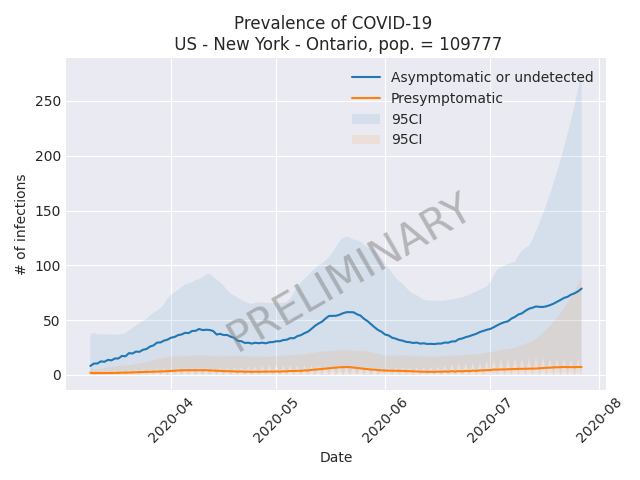 Prevalence of COVID-19
US - New York - Ontario, pop. = 109777
Asymptomatic or undetected
Presymptomatic
95CI
95CI
PRELIMINARY
# of infections
250
200
150
100
50
0
2020-04
2020-05
2020-06
2020-07
2020-08
Date